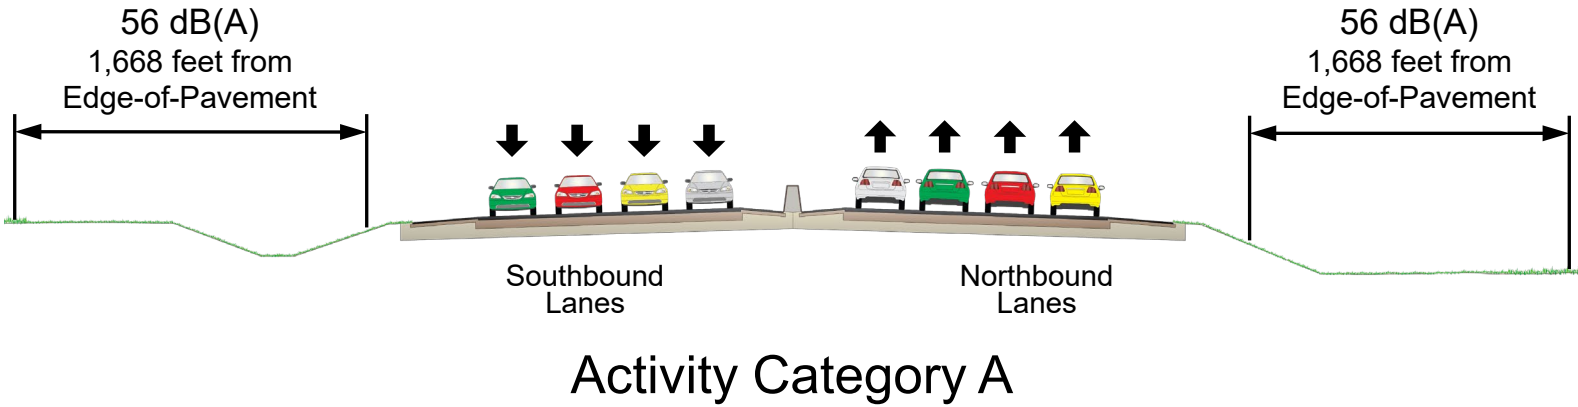 56 dB(A)
1,668 feet from
Edge-of-Pavement
56 dB(A)
1,668 feet from
Edge-of-Pavement
Southbound
Lanes
Northbound
Lanes
Activity Category A